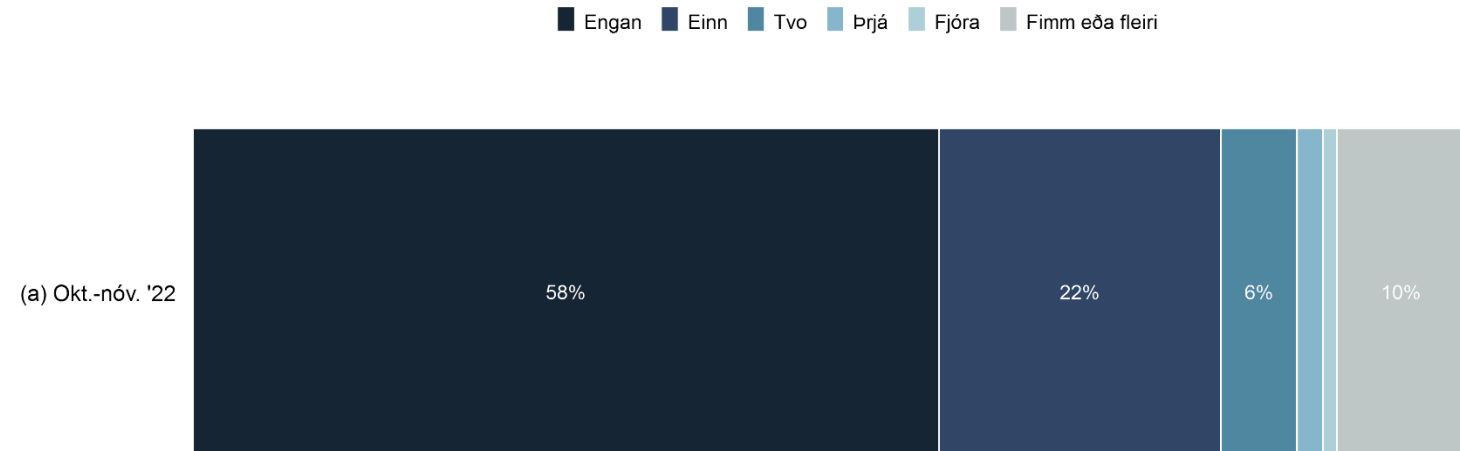 Engan Einn Tvo Þrjá Fjóra Fimm eða fleiri
(a) Okt.-nóv. '22 58% 22% 6% 10%